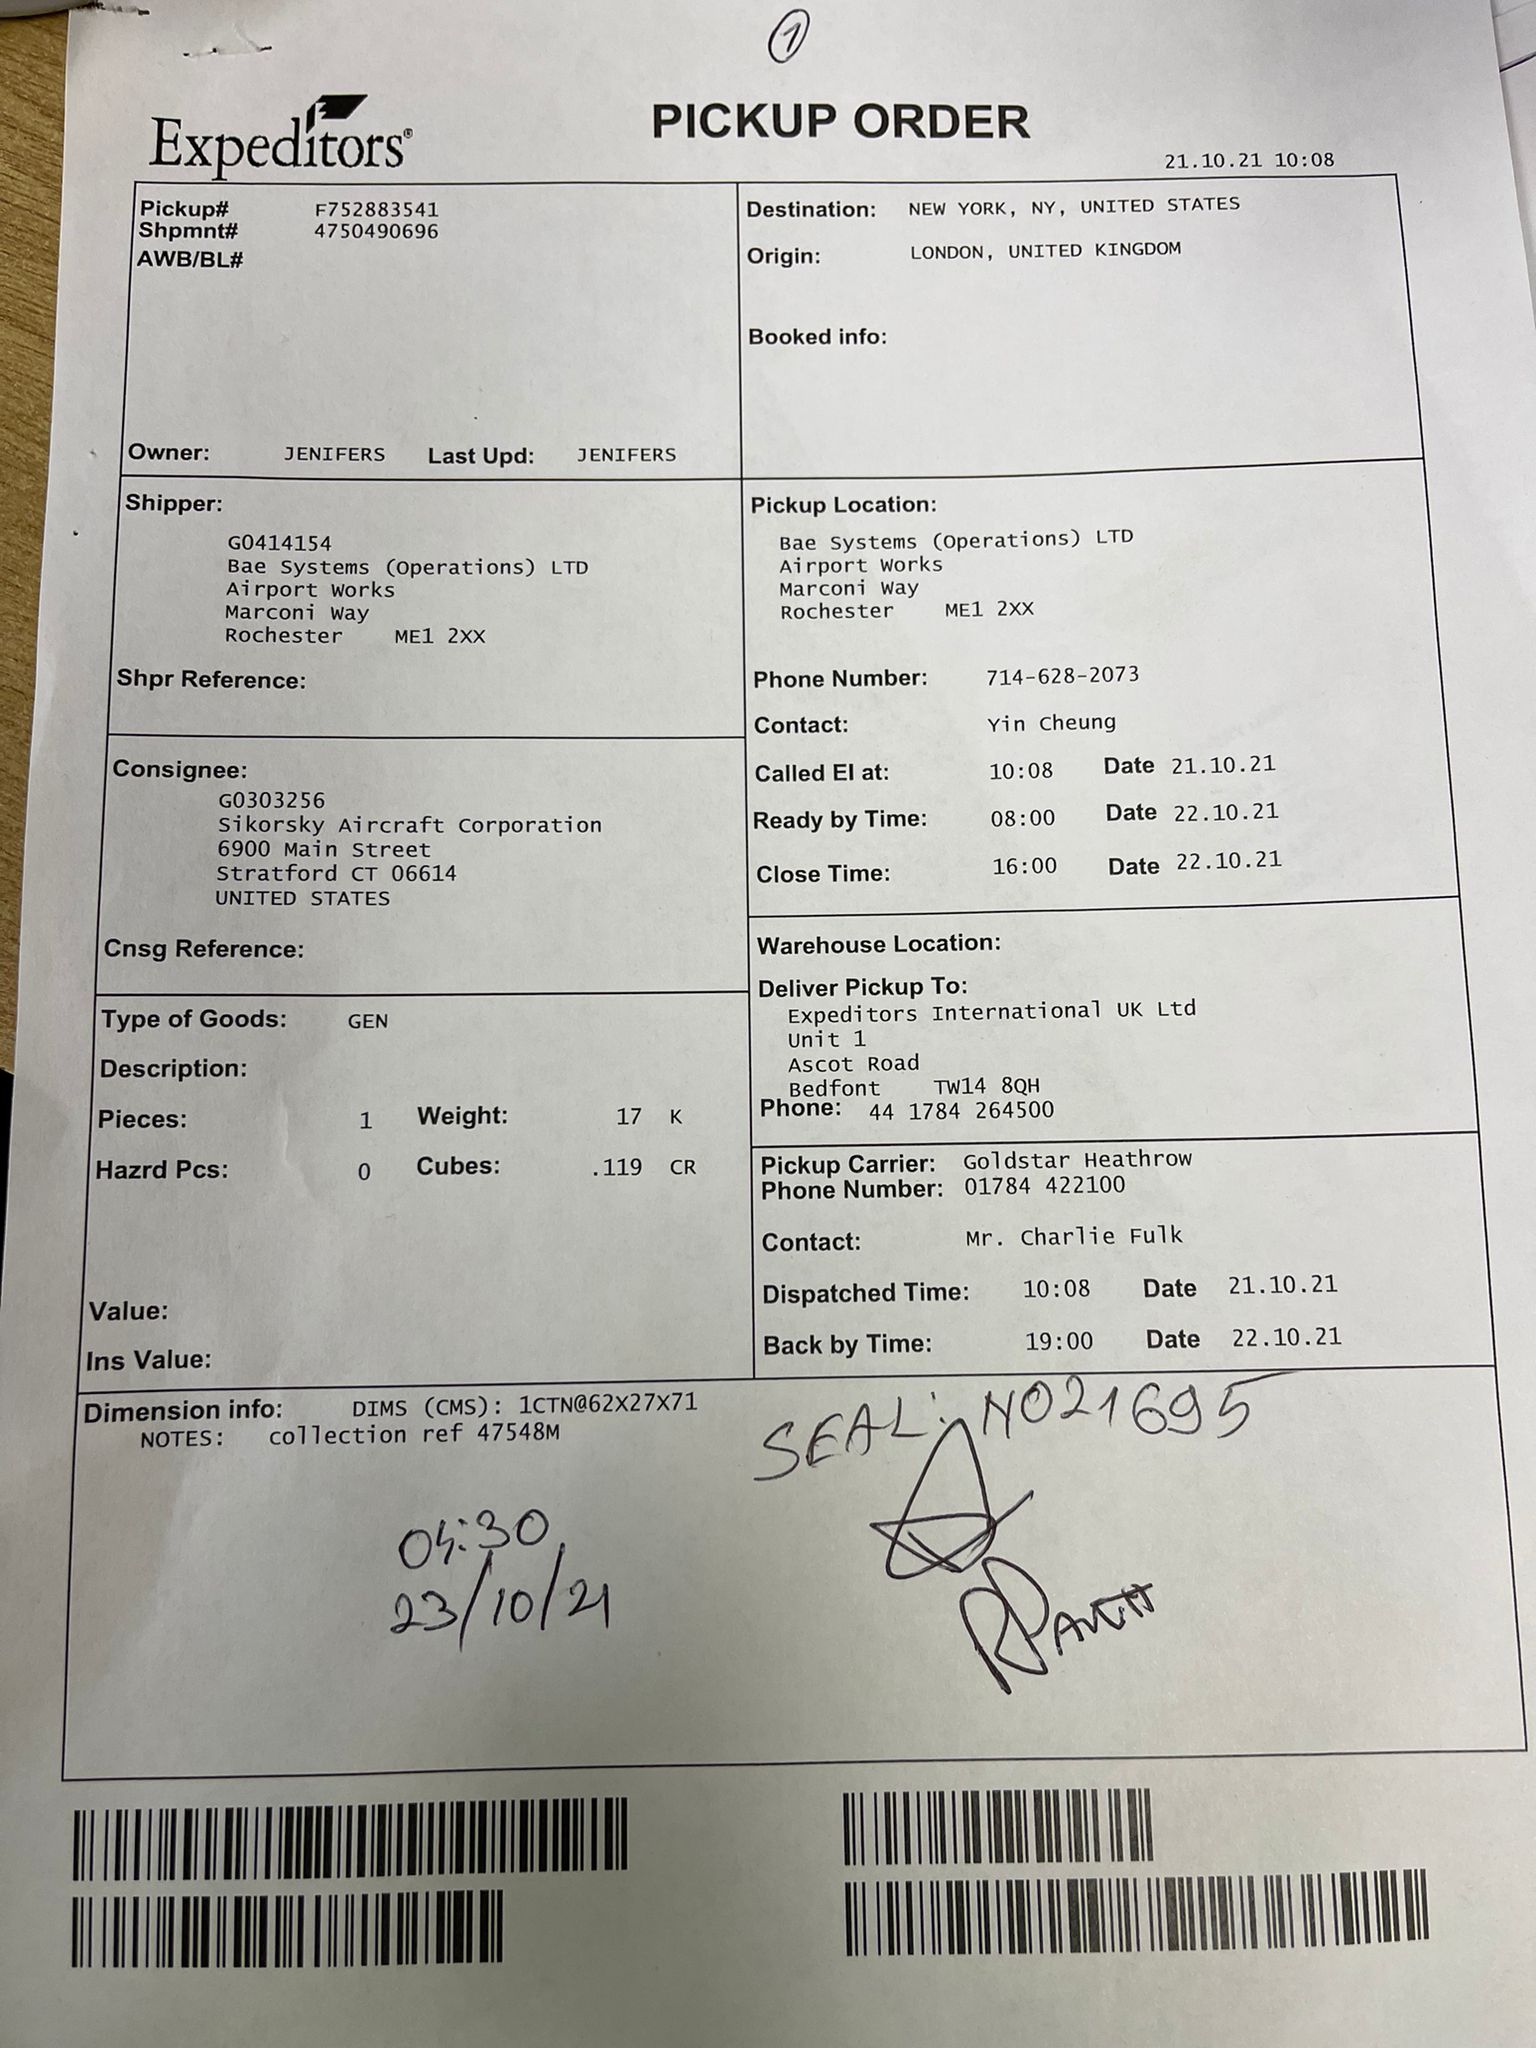 1
Expeditors®
PICKUP ORDER
21.10.21 10:08
Pickup# F752883541
Shpmnt# 4750490696
AWB/BL#
Owner: JENIFERS Last Upd: JENIFERS
Destination: NEW YORK, NY, UNITED STATES
Origin: LONDON, UNITED KINGDOM
Booked info:
Shipper:
G0414154
Bae Systems (Operations) LTD
Airport Works
Marconi Way
Rochester ME1 2XX
Shpr Reference:
Pickup Location:
Bae Systems (Operations) LTD
Airport Works
Marconi Way
Rochester ME1 2XX
Phone Number: 714-628-2073
Contact: Yin Cheung
Called EI at: 10:08 Date 21.10.21
Ready by Time: 08:00 Date 22.10.21
Close Time: 16:00 Date 22.10.21
Consignee:
G0303256
Sikorsky Aircraft Corporation
6900 Main Street
Stratford CT 06614
UNITED STATES
Cnsg Reference:
Warehouse Location:
Deliver Pickup To:
Expeditors International UK Ltd
Unit 1
Ascot Road
Bedfont TW14 8QH
Phone: 44 1784 264500
Type of Goods: GEN
Description:
Pieces: 1 Weight: 17 K
Hazrd Pcs: 0 Cubes: .119 CR
Value:
Ins Value:
Pickup Carrier: Goldstar Heathrow
Phone Number: 01784 422100
Contact: Mr. Charlie Fulk
Dispatched Time: 10:08 Date 21.10.21
Back by Time: 19:00 Date 22.10.21
Dimension info: DIMS (CMS): 1CTN@62X27X71
NOTES: collection ref 47548M
SEAL: N021695
:30
23/10/21